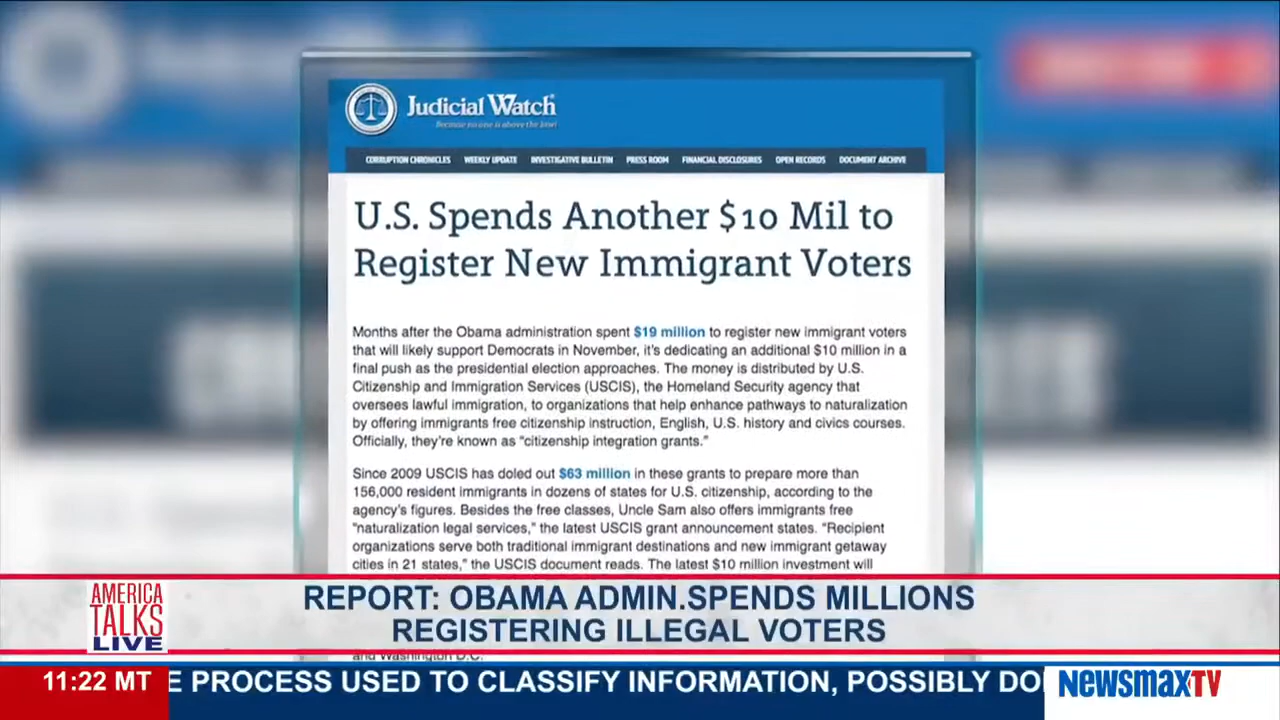 Judicial Watch®
Because no one is above the law!
CORRUPTION CHRONICLES WEEKLY UPDATE INVESTIGATIVE BULLETIN PRESS ROOM FINANCIAL DISCLOSURES OPEN RECORDS DOCUMENT ARCHIVE
U.S. Spends Another $10 Mil to
Register New Immigrant Voters
Months after the Obama administration spent $19 million to register new immigrant voters
that will likely support Democrats in November, it's dedicating an additional $10 million in a
final push as the presidential election approaches. The money is distributed by U.S.
Citizenship and Immigration Services (USCIS), the Homeland Security agency that
oversees lawful immigration, to organizations that help enhance pathways to naturalization
by offering immigrants free citizenship instruction, English, U.S. history and civics courses.
Officially, they're known as "citizenship integration grants."
Since 2009 USCIS has doled out $63 million in these grants to prepare more than
156,000 resident immigrants in dozens of states for U.S. citizenship, according to the
agency's figures. Besides the free classes, Uncle Sam also offers immigrants free
"naturalization legal services," the latest USCIS grant announcement states. "Recipient
organizations serve both traditional immigrant destinations and new immigrant getaway
cities in 21 states," the USCIS document reads. The latest $10 million investment will
and Washington D.C.
AMERICA
TALKS
LIVE
REPORT: OBAMA ADMIN.SPENDS MILLIONS
REGISTERING ILLEGAL VOTERS
11:22 MT E PROCESS USED TO CLASSIFY INFORMATION, POSSIBLY DO NEWSMAXTV